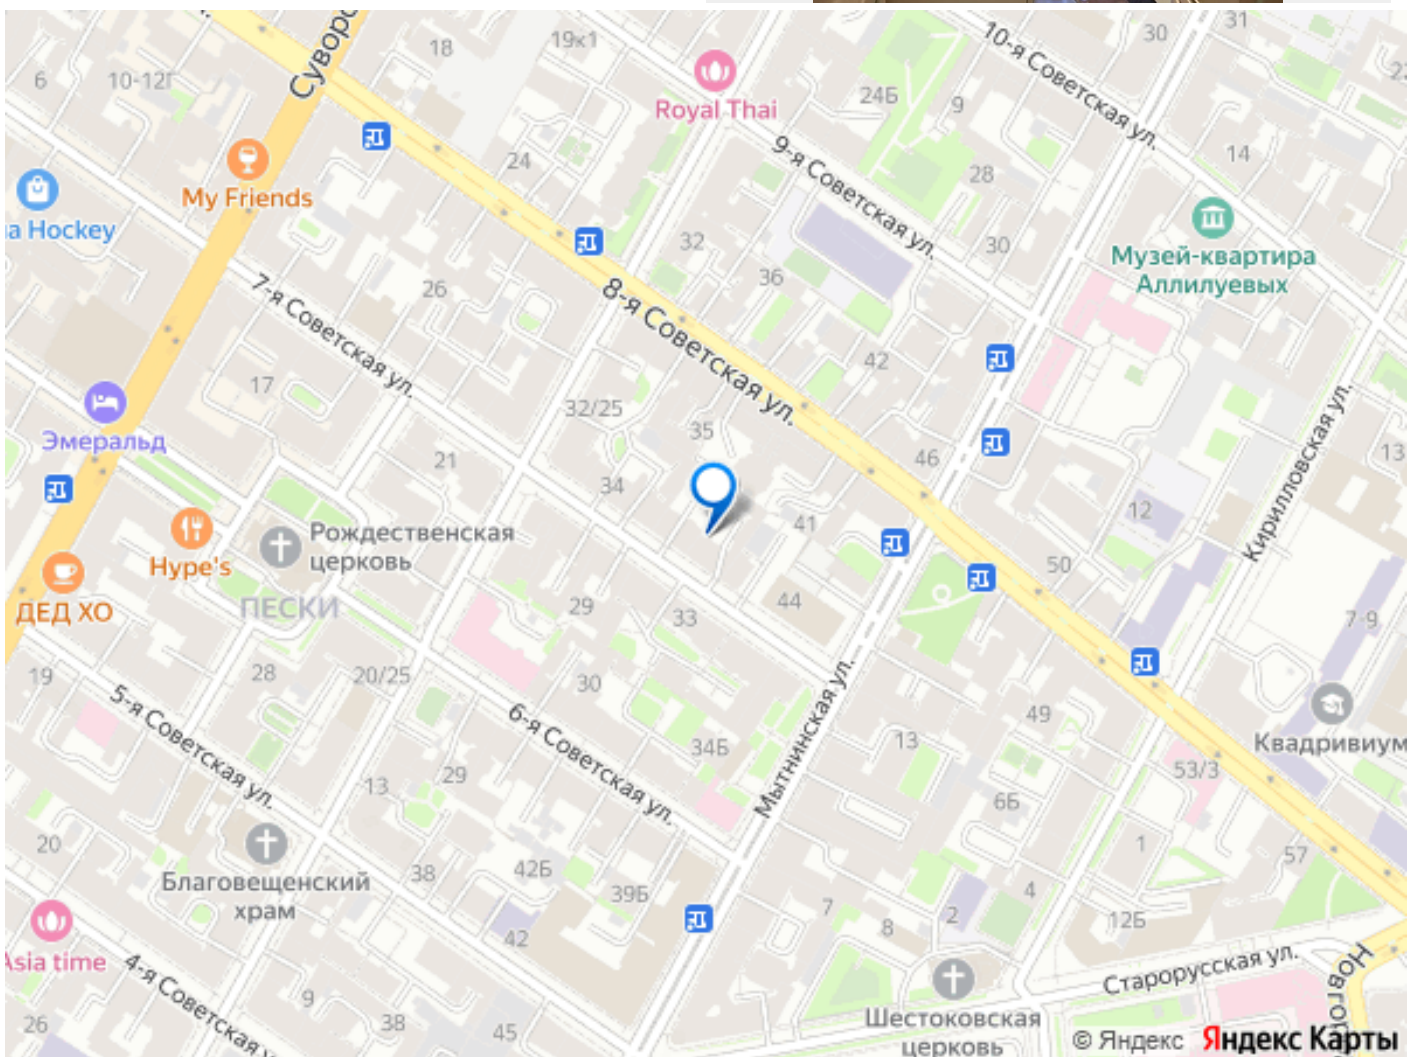 31
30
18
19к1
10-я Советская ул.
6
10-12Г
Royal Thai
24Б
9
24
My Friends
9-я Советская ул.
28
14
a Hockey
32
30
Музей-квартира
Аллилуевых
7-я Советская ул.
26
8-я Советская ул.
36
42
17
32/25
Эмеральд
35
21
34
46
13
Кирилловская ул.
12
41
Рождественская
церковь
Hype's
ДЕД ХО
ПЕСКИ
29
33
44
50
7-9
19
28
20/25
30
5-я Советская ул.
6-я Советская ул.
34Б
Мытнинская ул.
13
49
Квадривиум
53/3
13
29
6Б
1
57
20
Благовещенский
храм
38
42Б
39Б
7
8
2
4
12Б
42
Asia time
4-я Советская ул.
9
Старорусская ул.
Новгор
26
38
45
Шестоковская
церковь
© Яндекс Яндекс Карты